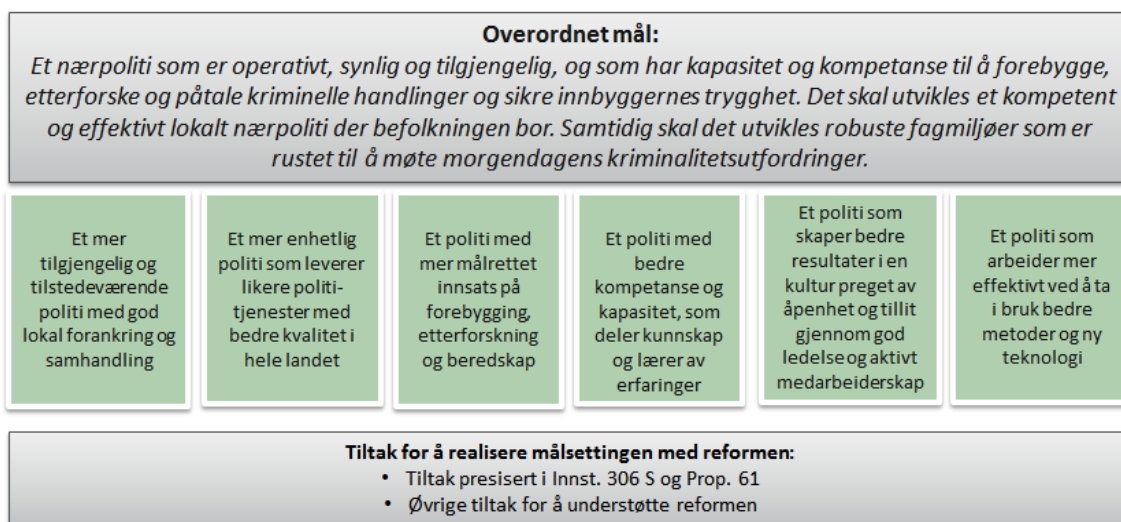 Overordnet mål:
Et nærpoliti som er operativt, synlig og tilgjengelig, og som har kapasitet og kompetanse til å forebygge,
etterforske og påtale kriminelle handlinger og sikre innbyggernes trygghet. Det skal utvikles et kompetent
og effektivt lokalt nærpoliti der befolkningen bor. Samtidig skal det utvikles robuste fagmiljøer som er
rustet til å møte morgendagens kriminalitetsutfordringer.
Et mer
tilgjengelig og
tilstedeværende
politi med god
lokal forankring og
samhandling
Et mer enhetlig
politi som leverer
likere politi-
tjenester med
bedre kvalitet i
hele landet
Et politi med
mer målrettet
innsats på
forebygging,
etterforskning
og beredskap
Et politi med
bedre
kompetanse og
kapasitet, som
deler kunnskap
og lærer av
erfaringer
Et politi som
skaper bedre
resultater i en
kultur preget av
åpenhet og tillit
gjennom god
ledelse og aktivt
medarbeiderskap
Et politi som
arbeider mer
effektivt ved å ta
i bruk bedre
metoder og ny
teknologi
Tiltak for å realisere målsettingen med reformen:
• Tiltak presisert i Innst. 306 S og Prop. 61
• Øvrige tiltak for å understøtte reformen